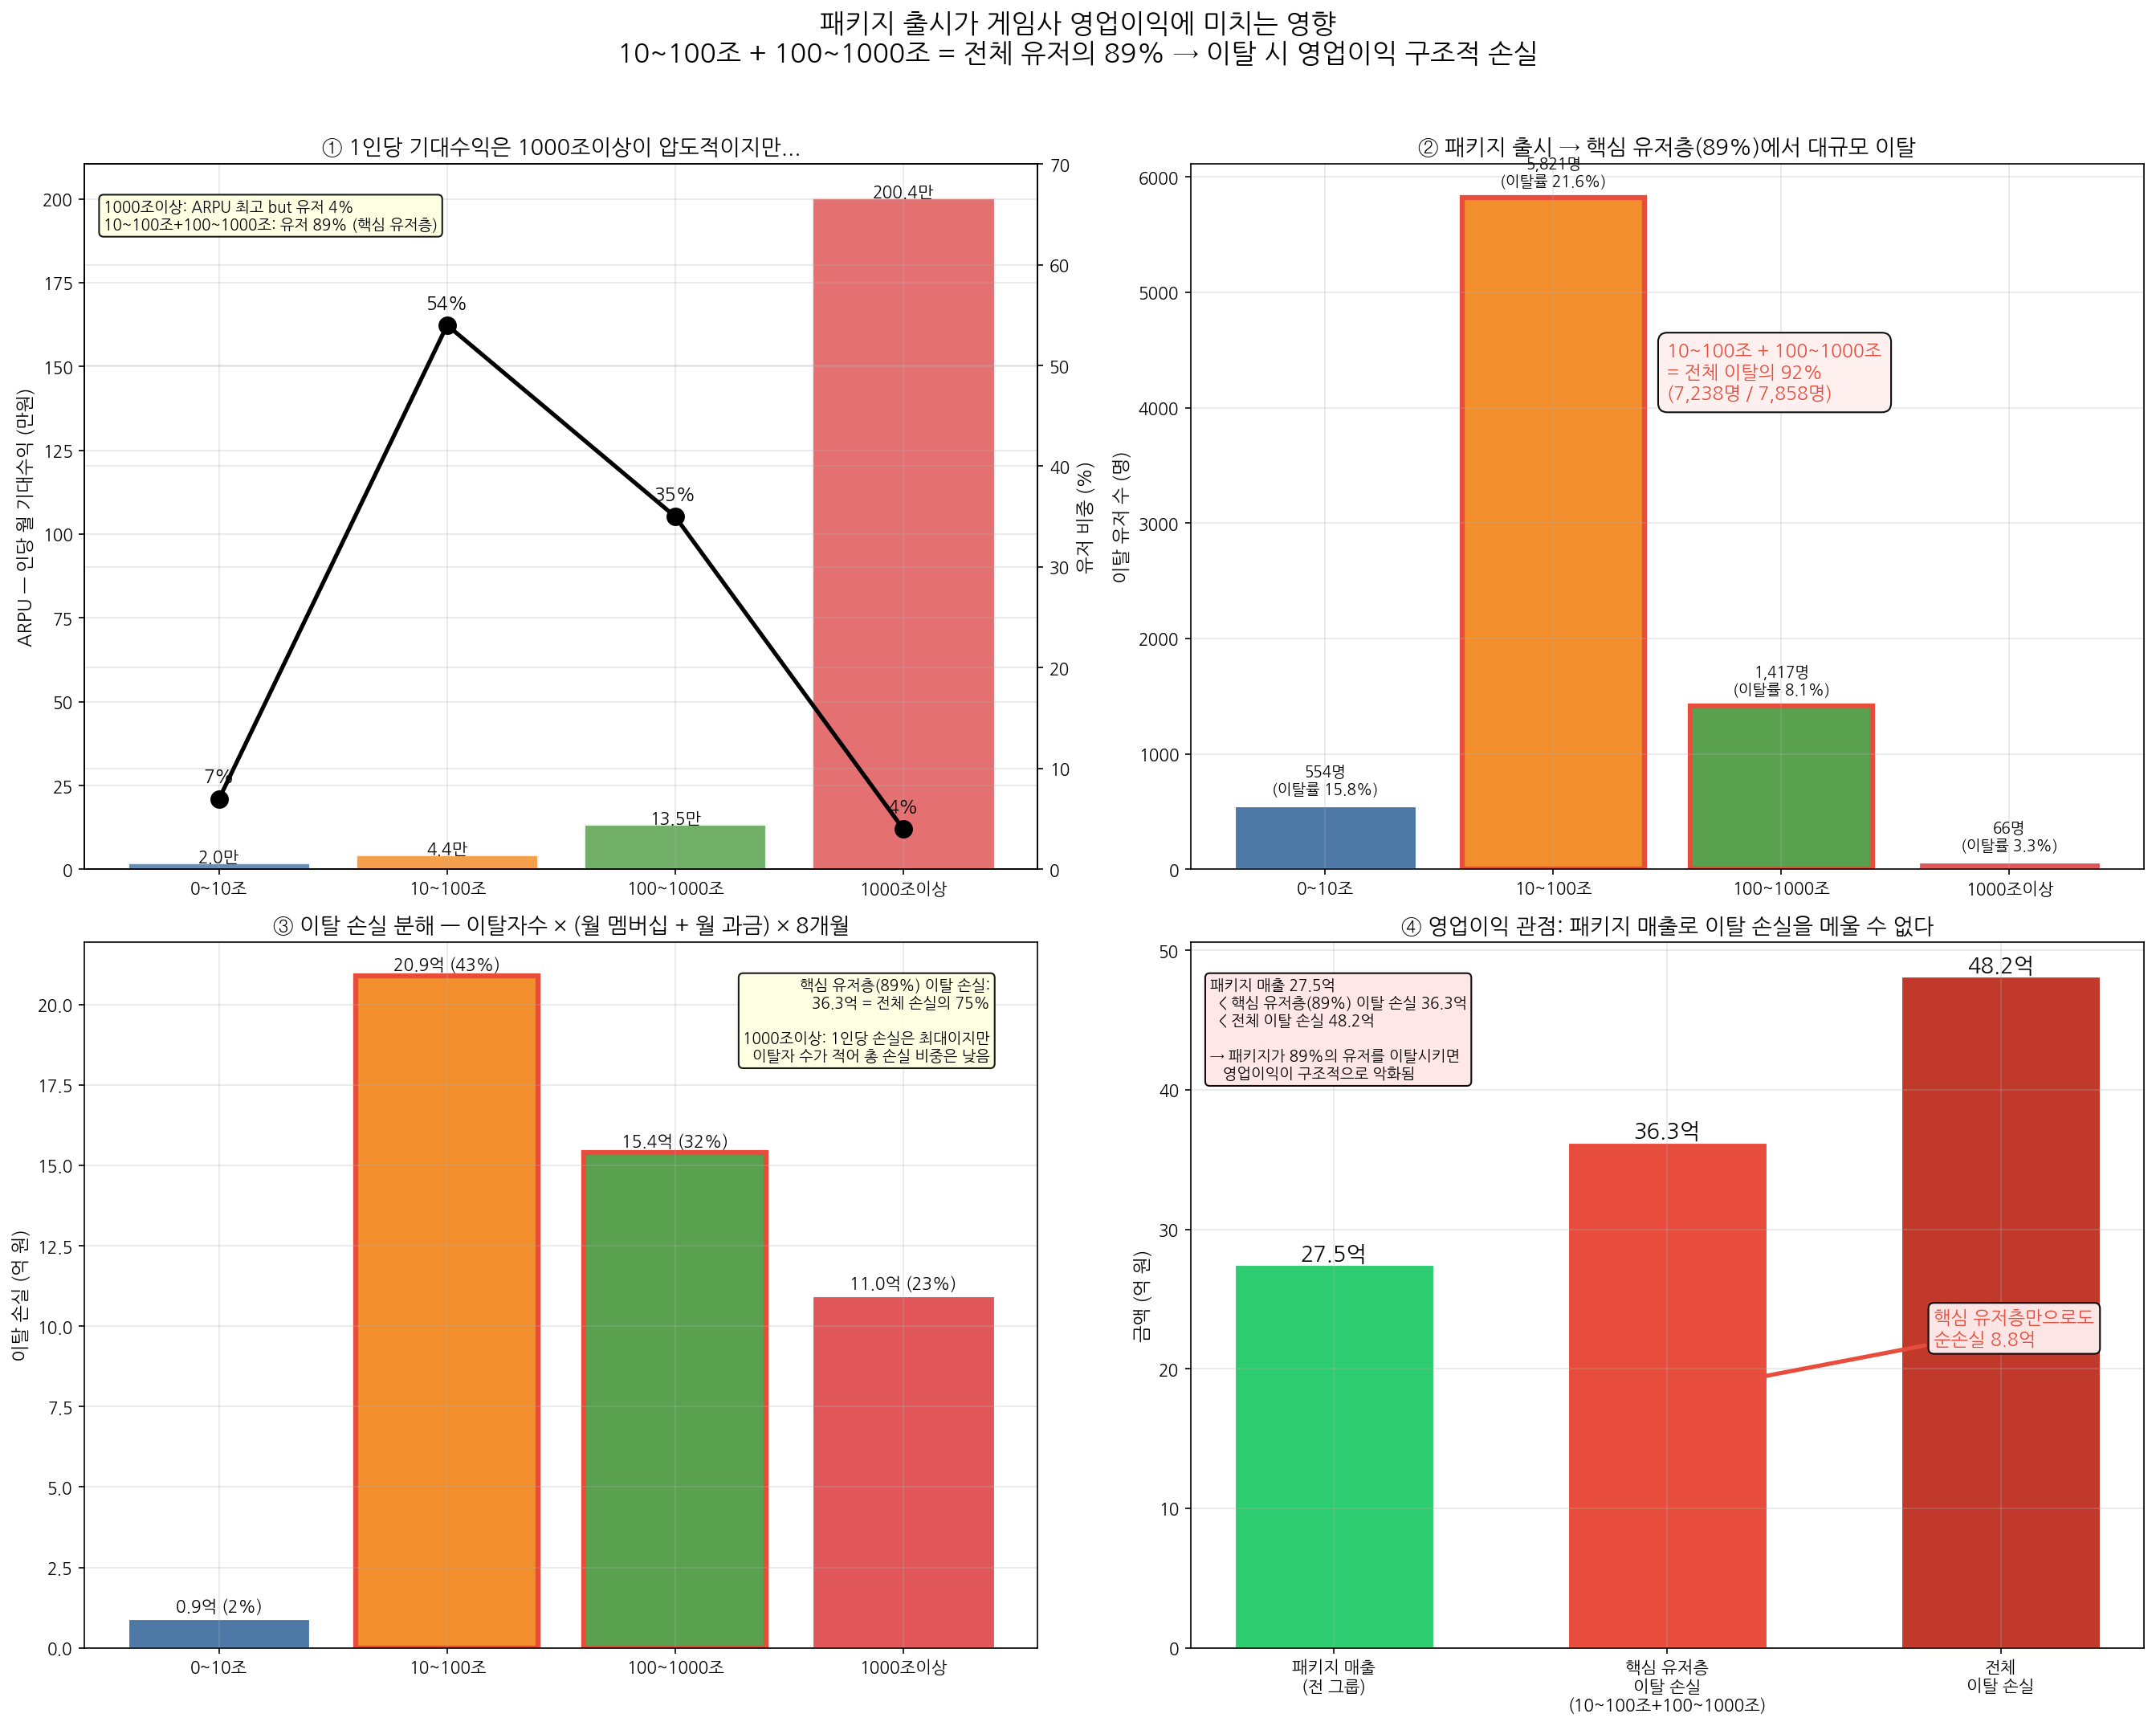 패키지 출시가 게임사 영업이익에 미치는 영향
10~100조 + 100~1000조 = 전체 유저의 89% → 이탈 시 영업이익 구조적 손실
① 1인당 기대수익은 1000조이상이 압도적이지만...
1000조이상: ARPU 최고 but 유저 4%
10~100조+100~1000조: 유저 89% (핵심 유저층)
ARPU — 인당 월 기대수익 (만원)
200
175
150
125
100
75
50
25
0
2.0만
4.4만
13.5만
200.4만
7%
54%
35%
4%
70
60
50
40
30
20
10
0
유저 비중 (%)
0~10조
10~100조
100~1000조
1000조이상
② 패키지 출시 → 핵심 유저층(89%)에서 대규모 이탈
이탈 유저 수 (명)
6000
5000
4000
3000
2000
1000
0
554명
(이탈률 15.8%)
5,821명
(이탈률 21.6%)
1,417명
(이탈률 8.1%)
66명
(이탈률 3.3%)
10~100조 + 100~1000조
= 전체 이탈의 92%
(7,238명 / 7,858명)
0~10조
10~100조
100~1000조
1000조이상
③ 이탈 손실 분해 — 이탈자수 × (월 멤버십 + 월 과금) × 8개월
이탈 손실 (억 원)
20.0
17.5
15.0
12.5
10.0
7.5
5.0
2.5
0.0
0.9억 (2%)
20.9억 (43%)
15.4억 (32%)
11.0억 (23%)
핵심 유저층(89%) 이탈 손실:
36.3억 = 전체 손실의 75%
1000조이상: 1인당 손실은 최대이지만
이탈자 수가 적어 총 손실 비중은 낮음
0~10조
10~100조
100~1000조
1000조이상
④ 영업이익 관점: 패키지 매출로 이탈 손실을 메울 수 없다
금액 (억 원)
50
40
30
20
10
0
패키지 매출 27.5억
< 핵심 유저층(89%) 이탈 손실 36.3억
< 전체 이탈 손실 48.2억
→ 패키지가 89%의 유저를 이탈시키면
영업이익이 구조적으로 악화됨
27.5억
36.3억
48.2억
핵심 유저층만으로도
순손실 8.8억
패키지 매출
(전 그룹)
핵심 유저층
이탈 손실
(10~100조+100~1000조)
전체
이탈 손실